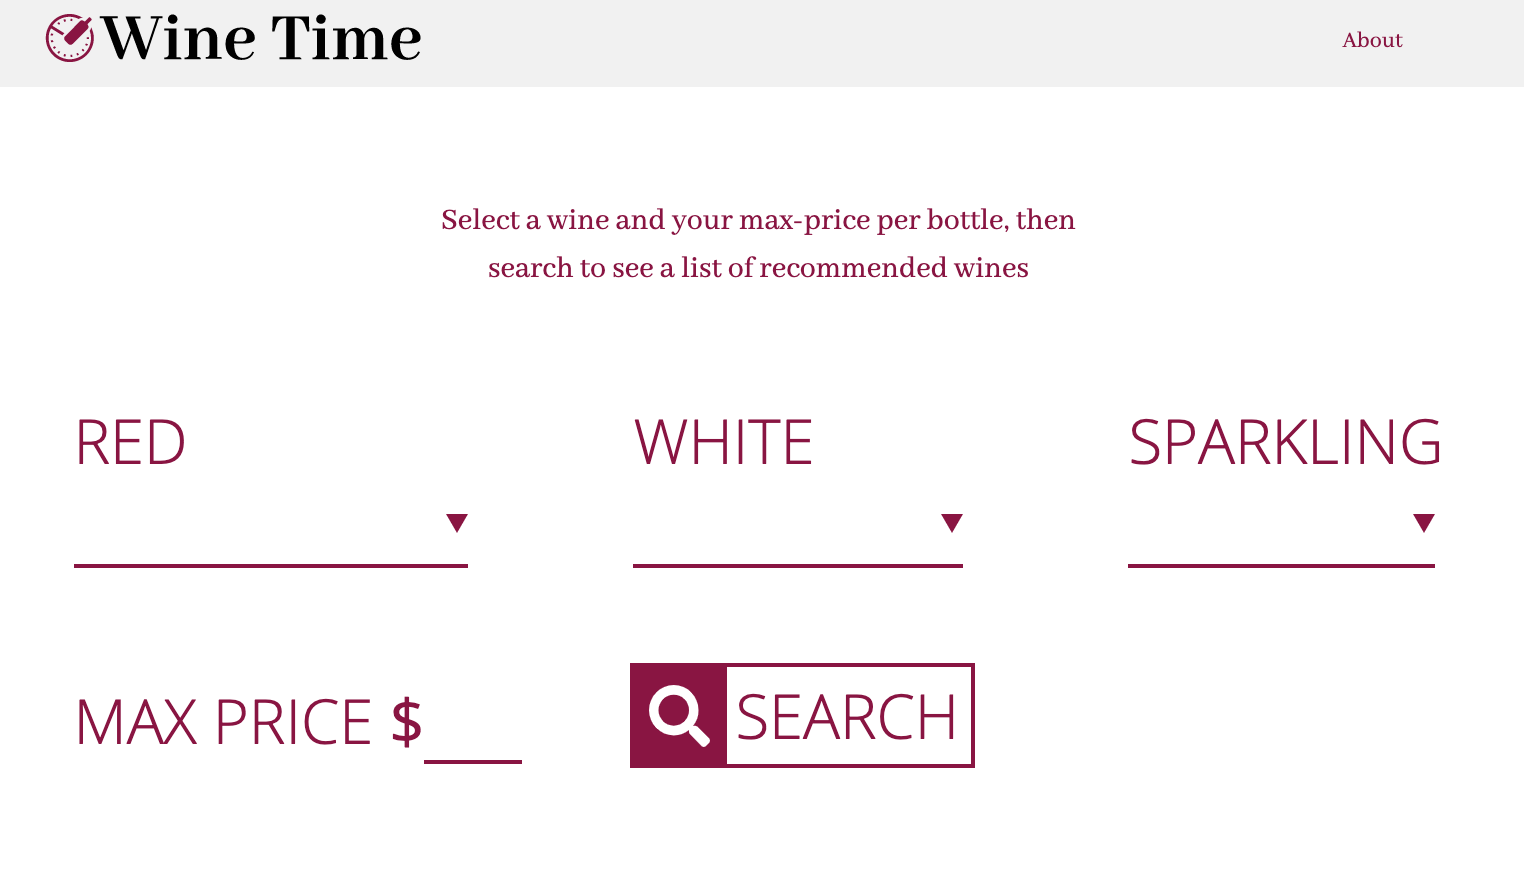 Wine Time
About
Select a wine and your max-price per bottle, then
search to see a list of recommended wines
RED
WHITE
SPARKLING
MAX PRICE $
SEARCH